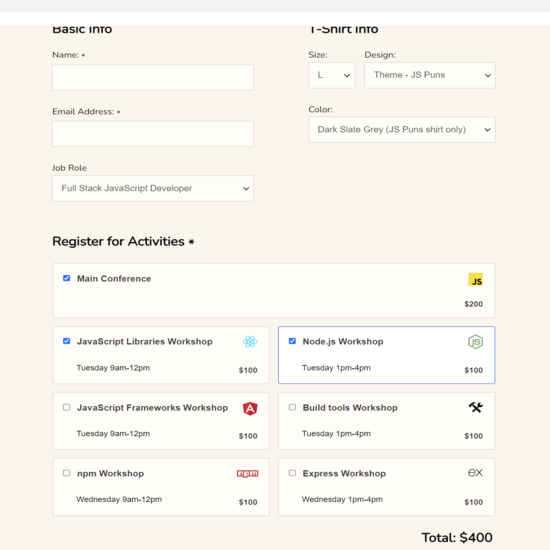 Basic Info
T-Shirt Info
Name: *
Size:
Design:
L
Theme - JS Puns
Email Address: *
Color:
Dark Slate Grey (JS Puns shirt only)
Job Role
Full Stack JavaScript Developer
Register for Activities *
Main Conference
JS
$200
JavaScript Libraries Workshop
Tuesday 9am-12pm
$100
Node.js Workshop
JS
Tuesday 1pm-4pm
$100
JavaScript Frameworks Workshop
A
Tuesday 9am-12pm
$100
Build tools Workshop
Tuesday 1pm-4pm
$100
npm Workshop
npm
Wednesday 9am-12pm
$100
Express Workshop
ex
Wednesday 1pm-4pm
$100
Total: $400